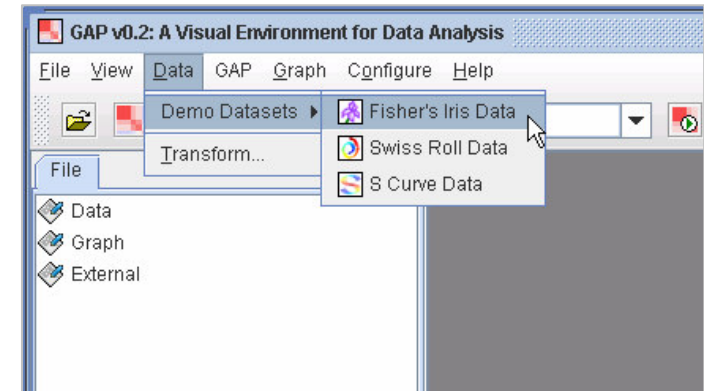 GAP v0.2: A Visual Environment for Data Analysis
File View Data GAP Graph Configure Help
Demo Datasets
Fisher's Iris Data
Transform...
Swiss Roll Data
S Curve Data
File
Data
Graph
External